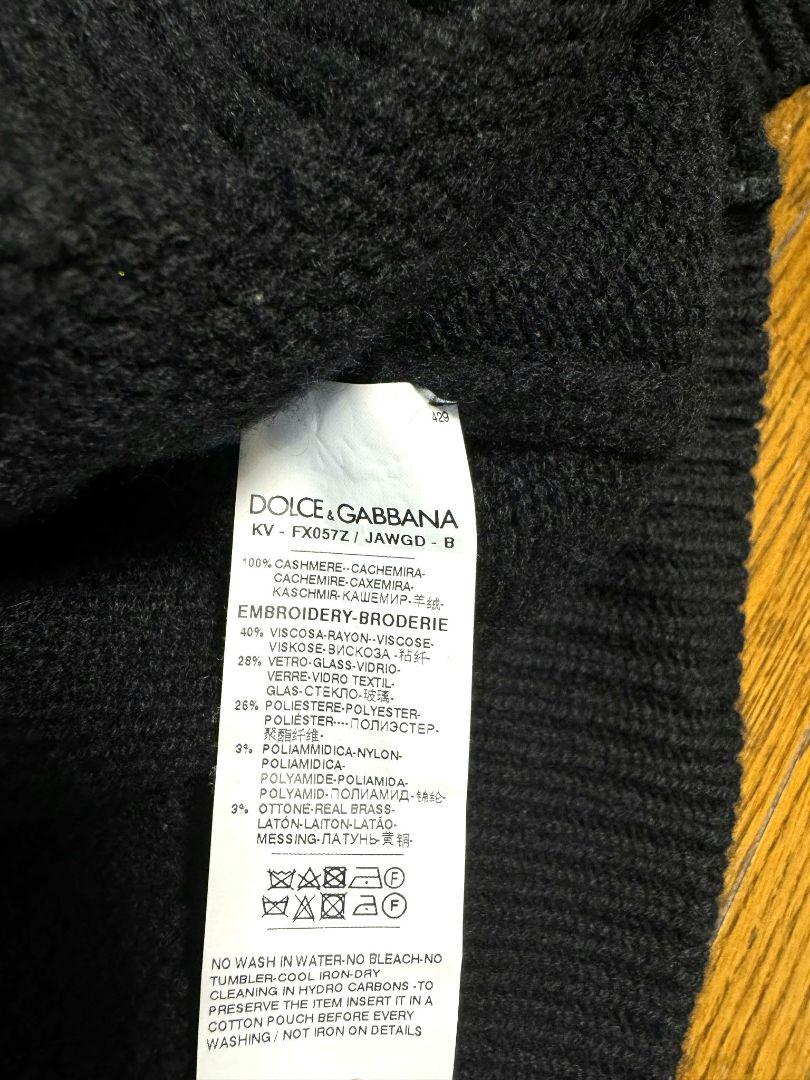 429
DOLCE & GABBANA
KV - FX057Z / JAWGD - B
100% CASHMERE--CACHEMIRA-
CACHEMIRE-CAXEMIRA-
KASCHMIR-КАШЕМИР-羊绒-
EMBROIDERY-BRODERIE
40% VISCOSA-RAYON--VISCOSE-
VISKOSE-ВИСКОЗА -粘纤-
28% VETRO-GLASS-VIDRIO-
VERRE-VIDRO TEXTIL-
GLAS-СТЕКЛО-玻璃-
26% POLIESTERE-POLYESTER-
POLIÉSTER----ПОЛИЭСТЕР-
聚酯纤维-
3% POLIAMMIDICA-NYLON-
POLIAMIDICA-
POLYAMIDE-POLIAMIDA-
POLYAMID-ПОЛИАМИД-锦纶-
3% OTTONE-REAL BRASS-
LATÓN-LAITON-LATÃO-
MESSING-ЛАТУНЬ-黄铜-
F
F
NO WASH IN WATER-NO BLEACH-NO
TUMBLER-COOL IRON-DRY
CLEANING IN HYDRO CARBONS -TO
PRESERVE THE ITEM INSERT IT IN A
COTTON POUCH BEFORE EVERY
WASHING / NOT IRON ON DETAILS